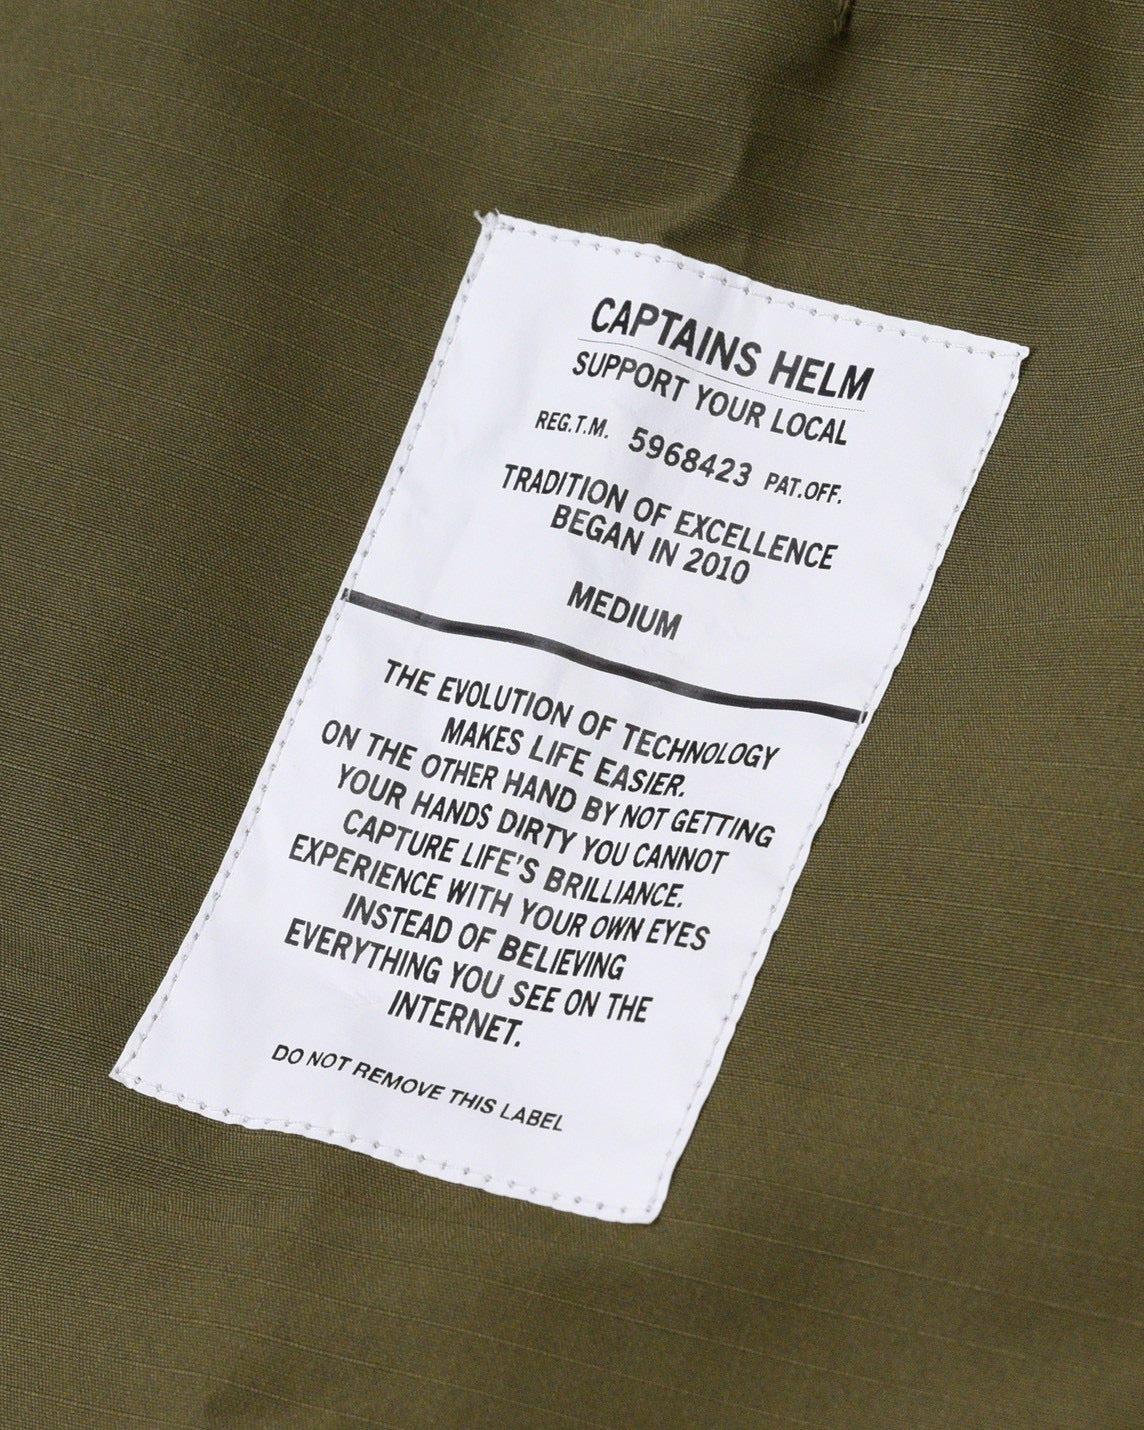 CAPTAINS HELM
SUPPORT YOUR LOCAL
REG.T.M. 5968423 PAT.OFF.
TRADITION OF EXCELLENCE
BEGAN IN 2010
MEDIUM
THE EVOLUTION OF TECHNOLOGY
MAKES LIFE EASIER.
ON THE OTHER HAND BY NOT GETTING
YOUR HANDS DIRTY YOU CANNOT
CAPTURE LIFE'S BRILLIANCE.
EXPERIENCE WITH YOUR OWN EYES
INSTEAD OF BELIEVING
EVERYTHING YOU SEE ON THE
INTERNET.
DO NOT REMOVE THIS LABEL